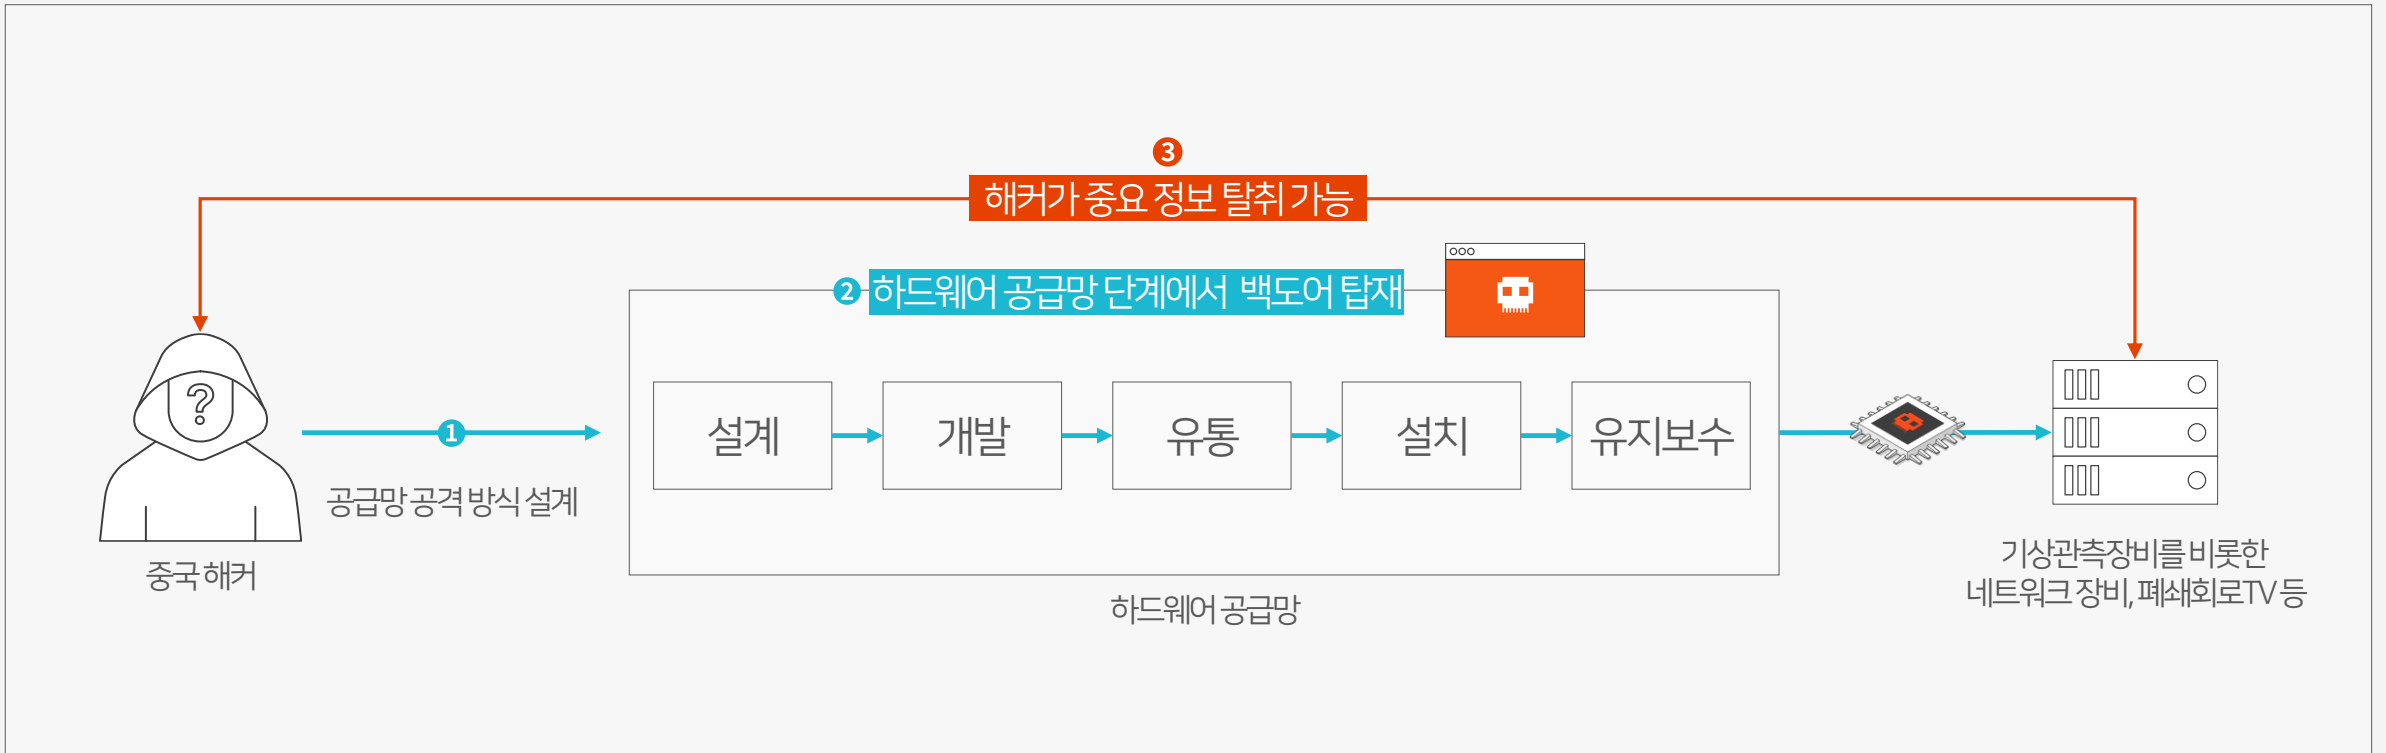 3
해커가 중요 정보 탈취 가능
2 하드웨어 공급망 단계에서 백도어 탑재
?
1
설계
개발
유통
설치
유지보수
공급망 공격 방식 설계
중국 해커
하드웨어 공급망
기상관측장비를 비롯한
네트워크 장비, 폐쇄회로TV 등